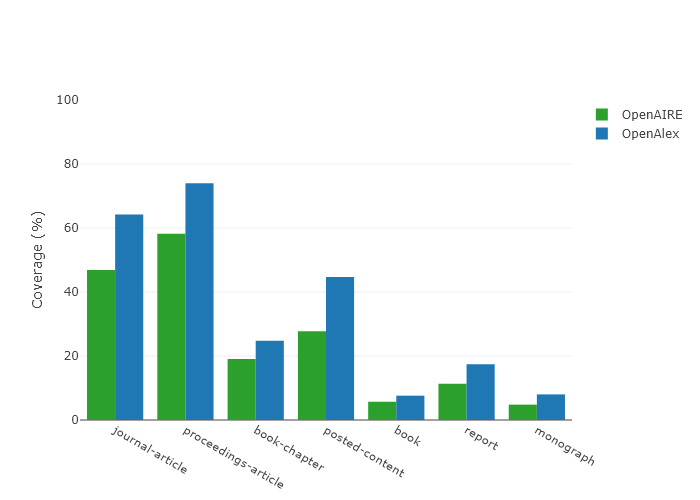 100
80
60
40
20
0
Coverage (%)
journal-article
proceedings-article
book-chapter
posted-content
book
report
monograph
OpenAIRE
OpenAlex